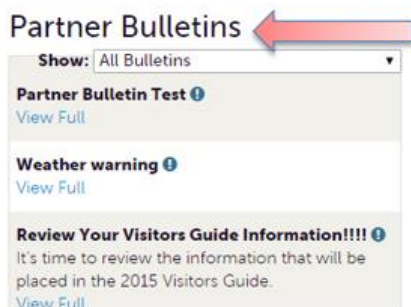 Partner Bulletins
Show: All Bulletins
Partner Bulletin Test
View Full
Weather warning
View Full
Review Your Visitors Guide Information!!!!
It's time to review the information that will be
placed in the 2015 Visitors Guide.
View Full